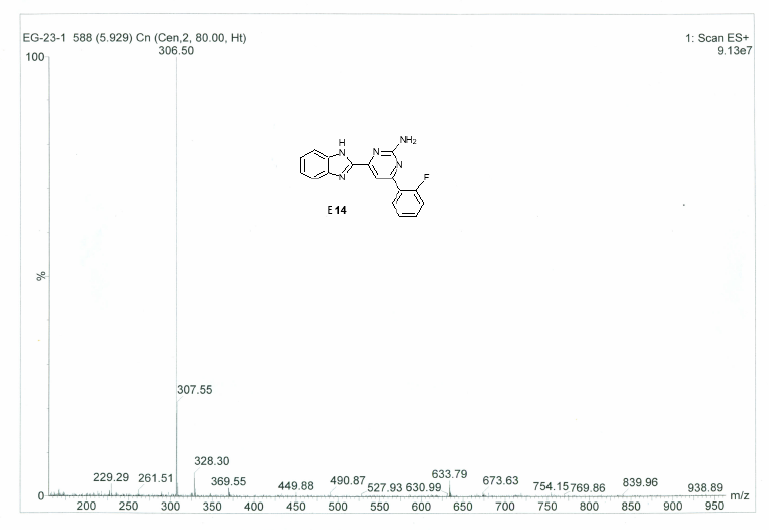 EG-23-1 588 (5.929) Cn (Cen,2, 80.00, Ht)
1: Scan ES+
9.13e7
306.50
100
H
N
N
N
N
NH2
F
E14
%
307.55
328.30
229.29
261.51
369.55
449.88
490.87
527.93
630.99
633.79
673.63
754.15
769.86
839.96
938.89
0
m/z
200 250 300 350 400 450 500 550 600 650 700 750 800 850 900 950